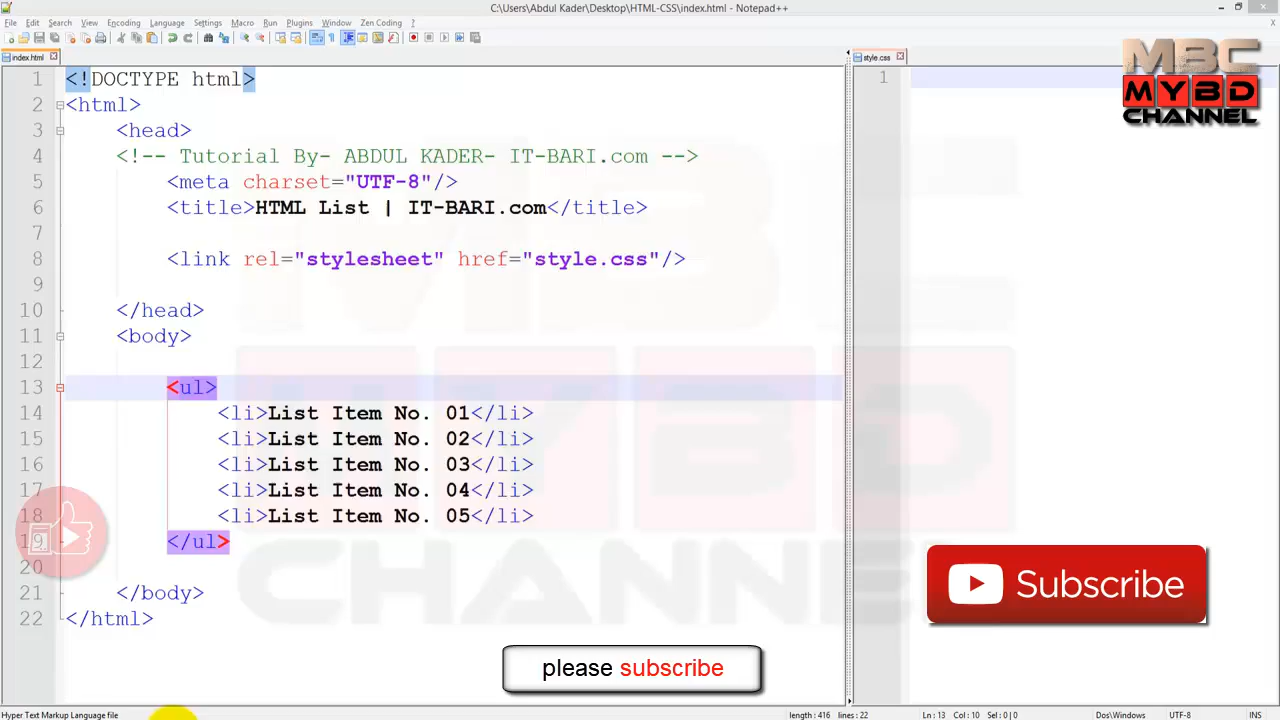 C:\Users\Abdul Kader\Desktop\HTML-CSS\index.html - Notepad++
File Edit Search View Encoding Language Settings Macro Run Plugins Window Zen Coding ?
index.html
style.css
1 <!DOCTYPE html>
2 <html>
3 <head>
4 <!-- Tutorial By- ABDUL KADER- IT-BARI.com -->
5 <meta charset="UTF-8"/>
6 <title>HTML List | IT-BARI.com</title>
7
8 <link rel="stylesheet" href="style.css"/>
9
10 </head>
11 <body>
12
13 <ul>
14 <li>List Item No. 01</li>
15 <li>List Item No. 02</li>
16 <li>List Item No. 03</li>
17 <li>List Item No. 04</li>
18 <li>List Item No. 05</li>
19 </ul>
20
21 </body>
22 </html>
1
MBC
MYBD
CHANNEL
MBC
MYBD
CHANNEL
Subscribe
please subscribe
Hyper Text Markup Language file length : 416 lines : 22 Ln : 13 Col : 10 Sel : 0 | 0 Dos\Windows UTF-8 INS